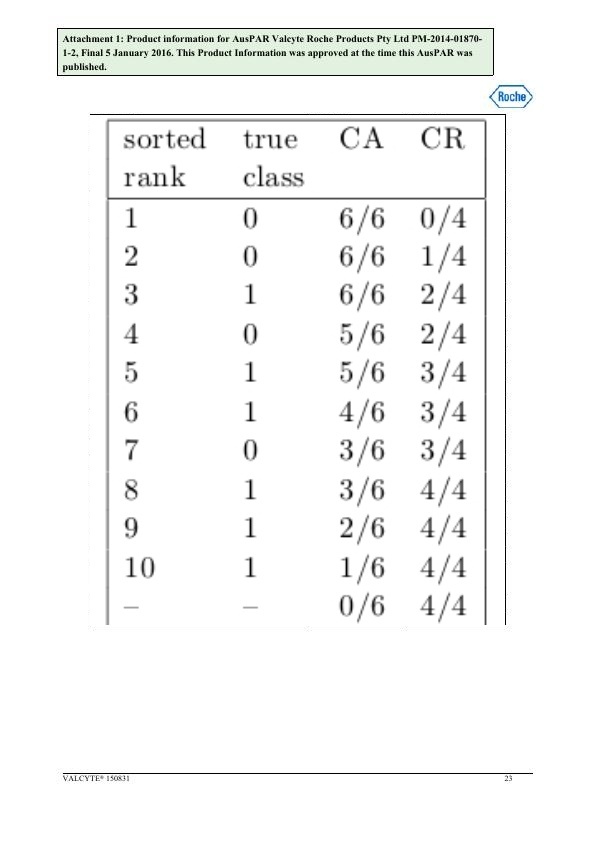 Attachment 1: Product information for AusPAR Valcyte Roche Products Pty Ltd PM-2014-01870-
1-2, Final 5 January 2016. This Product Information was approved at the time this AusPAR was
published.
Roche
sorted true CA CR
rank class
1 0 6/6 0/4
2 0 6/6 1/4
3 1 6/6 2/4
4 0 5/6 2/4
5 1 5/6 3/4
6 1 4/6 3/4
7 0 3/6 3/4
8 1 3/6 4/4
9 1 2/6 4/4
10 1 1/6 4/4
– – 0/6 4/4
VALCYTE® 150831 23